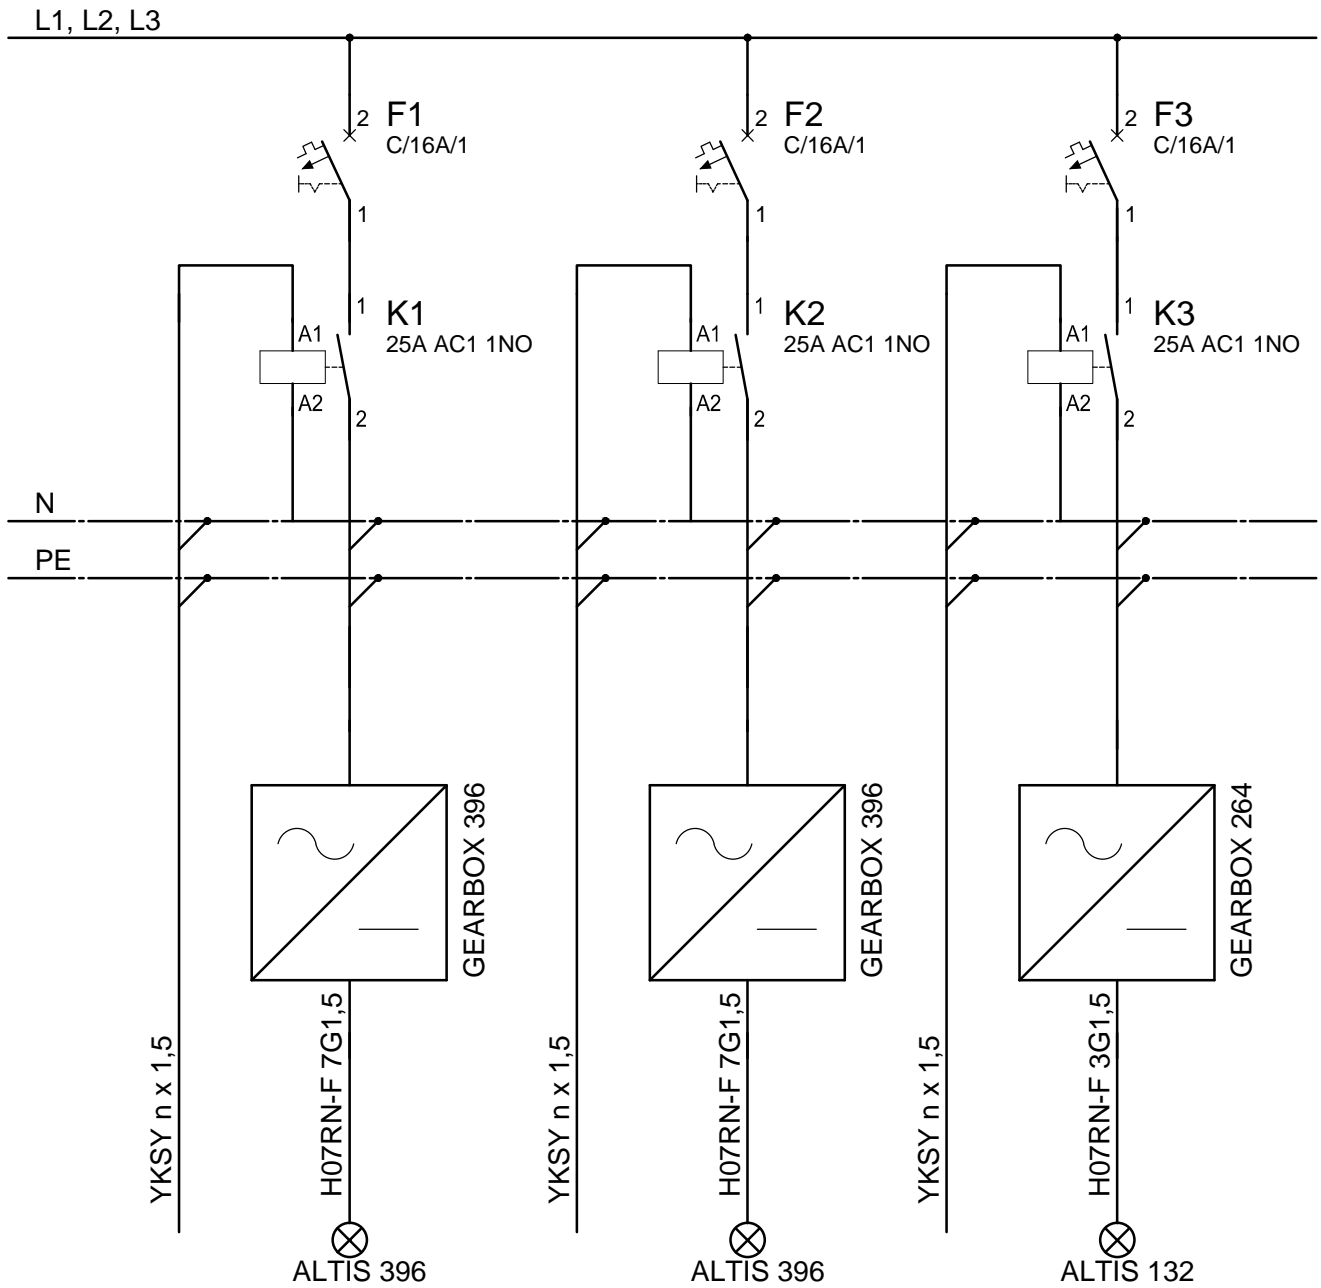 L1, L2, L3
2 F1
C/16A/1
1
2 F2
C/16A/1
1
2 F3
C/16A/1
1
1 K1
A1 25A AC1 1NO
A2
2
1 K2
A1 25A AC1 1NO
A2
2
1 K3
A1 25A AC1 1NO
A2
2
N
PE
GEARBOX 396
GEARBOX 396
GEARBOX 264
YKSY n x 1,5
H07RN-F 7G1,5
YKSY n x 1,5
H07RN-F 7G1,5
YKSY n x 1,5
H07RN-F 3G1,5
ALTIS 396
ALTIS 396
ALTIS 132